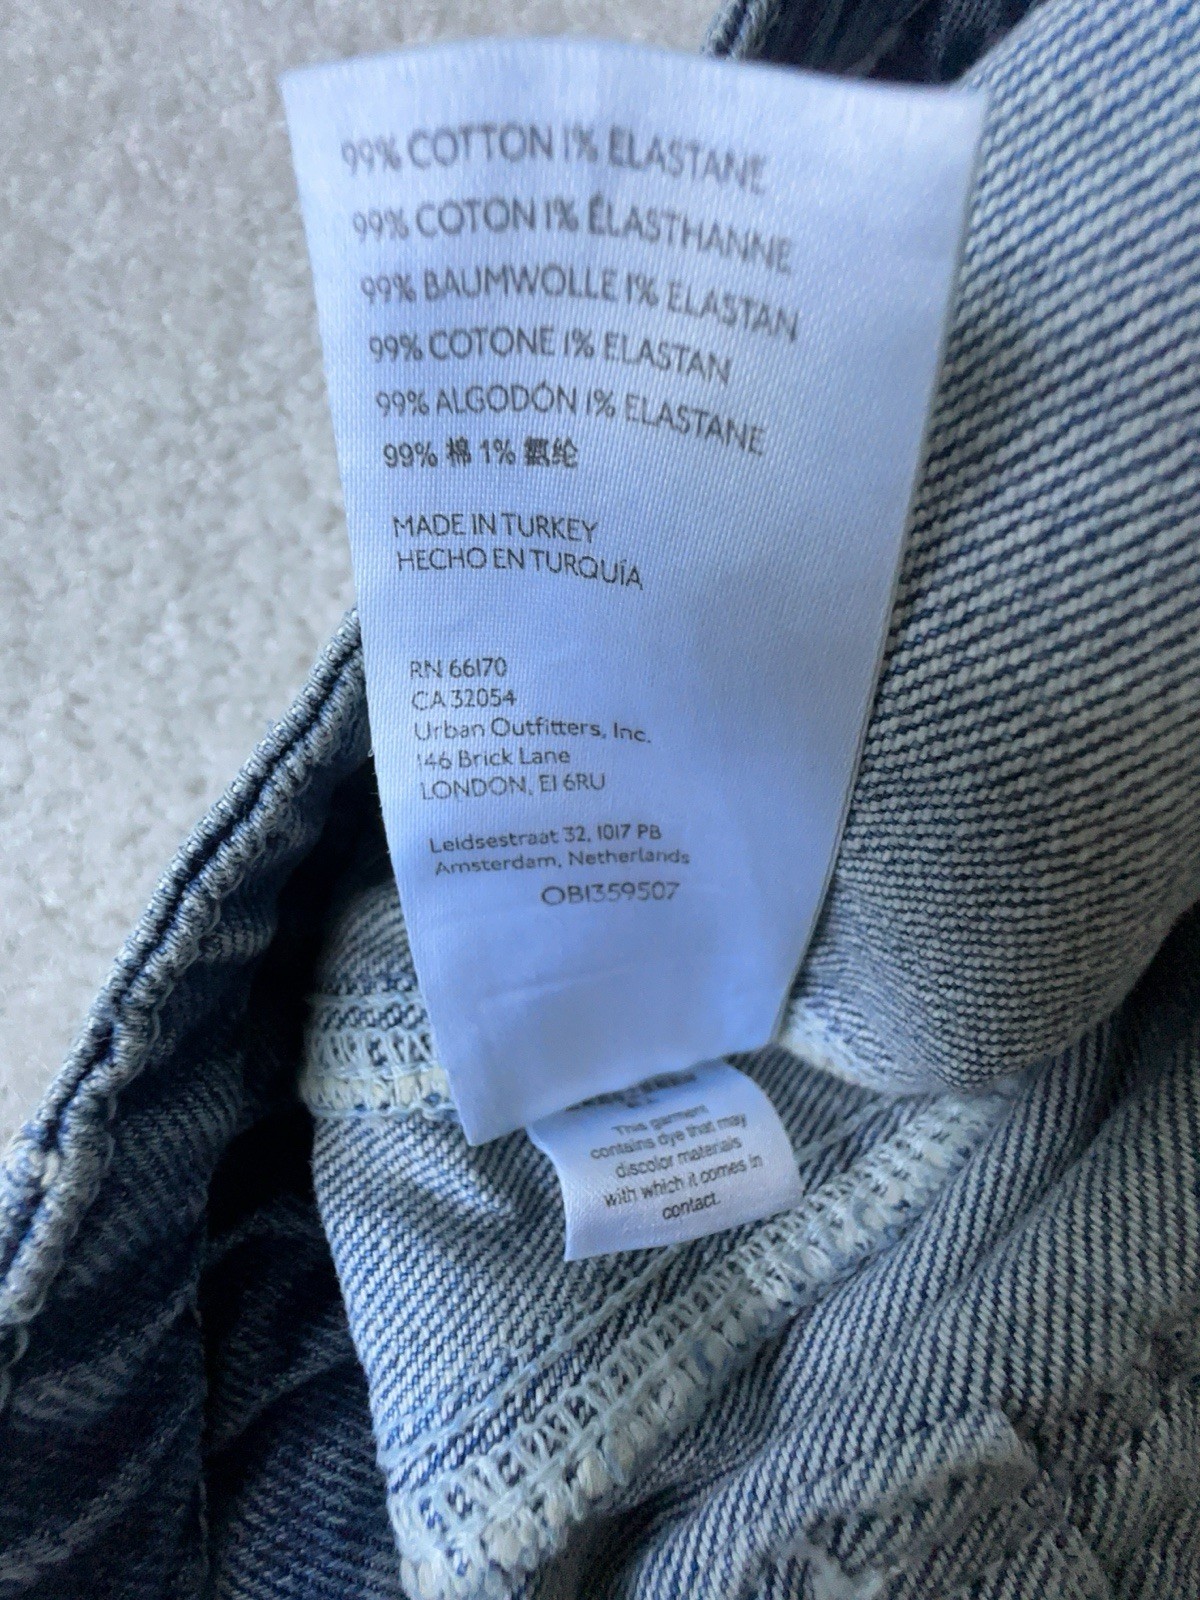 99% COTTON 1% ELASTANE
99% COTON 1% ÉLASTHANNE
99% BAUMWOLLE 1% ELASTAN
99% COTONE 1% ELASTAN
99% ALGODÓN 1% ELASTANE
99% 棉 1% 氨纶
MADE IN TURKEY
HECHO EN TURQUÍA
RN 66170
CA 32054
Urban Outfitters, Inc.
146 Brick Lane
LONDON, E1 6RU
Leidsestraat 32, 1017 PB
Amsterdam, Netherlands
OB1359507
This garment
contains dye that may
discolor materials
with which it comes in
contact.